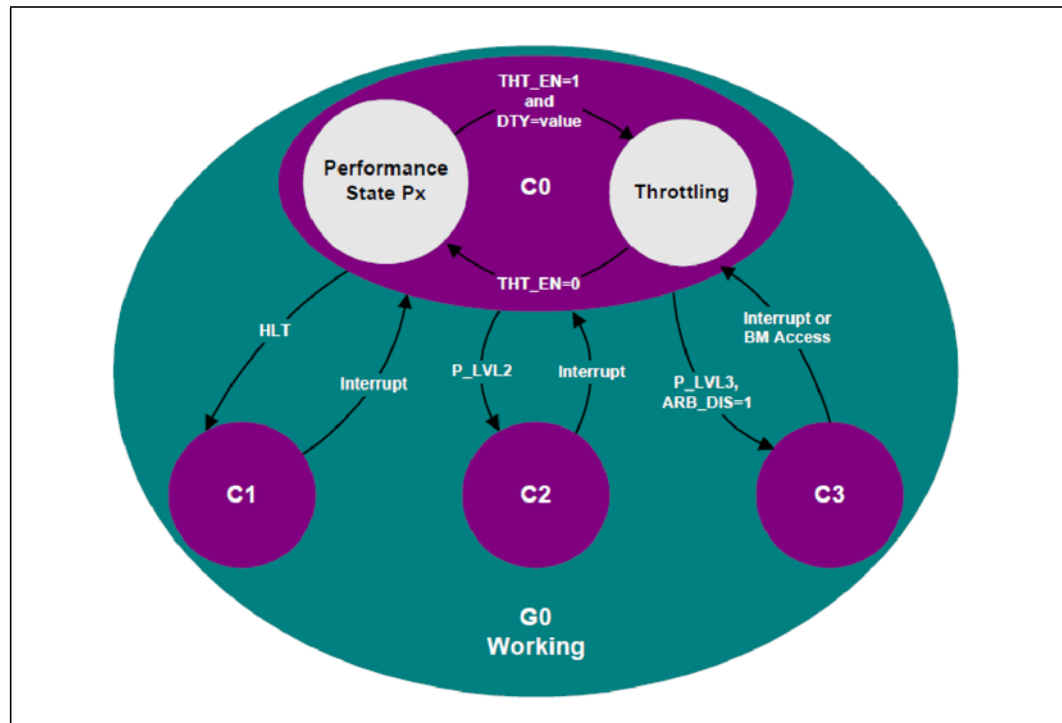 THT_EN=1
and
DTY=value
Performance
State Px
C0
Throttling
THT_EN=0
HLT
Interrupt
P_LVL2
Interrupt
P_LVL3,
ARB_DIS=1
Interrupt or
BM Access
C1
C2
C3
G0
Working